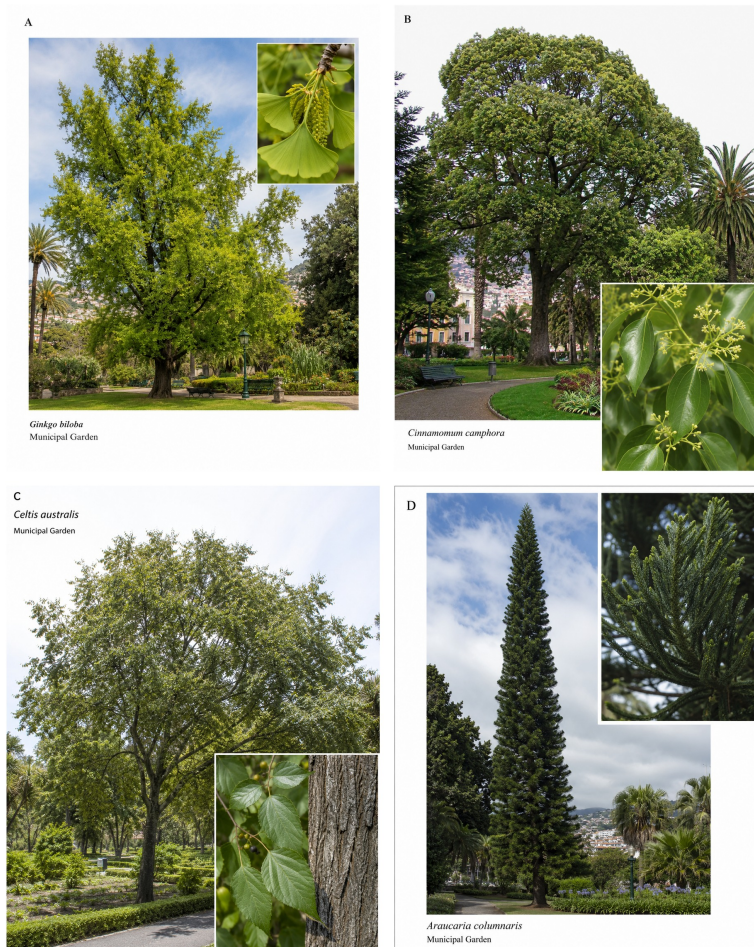 A
Ginkgo biloba
Municipal Garden
B
Cinnamomum camphora
Municipal Garden
C
Celtis australis
Municipal Garden
D
Araucaria columnaris
Municipal Garden